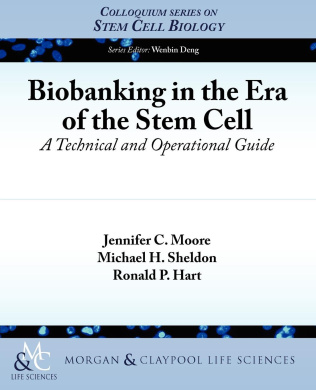 COLLOQUIUM SERIES ON
STEM CELL BIOLOGY
Series Editor: Wenbin Deng
Biobanking in the Era
of the Stem Cell
A Technical and Operational Guide
Jennifer C. Moore
Michael H. Sheldon
Ronald P. Hart
M&C
LIFE SCIENCES
MORGAN & CLAYPOOL LIFE SCIENCES